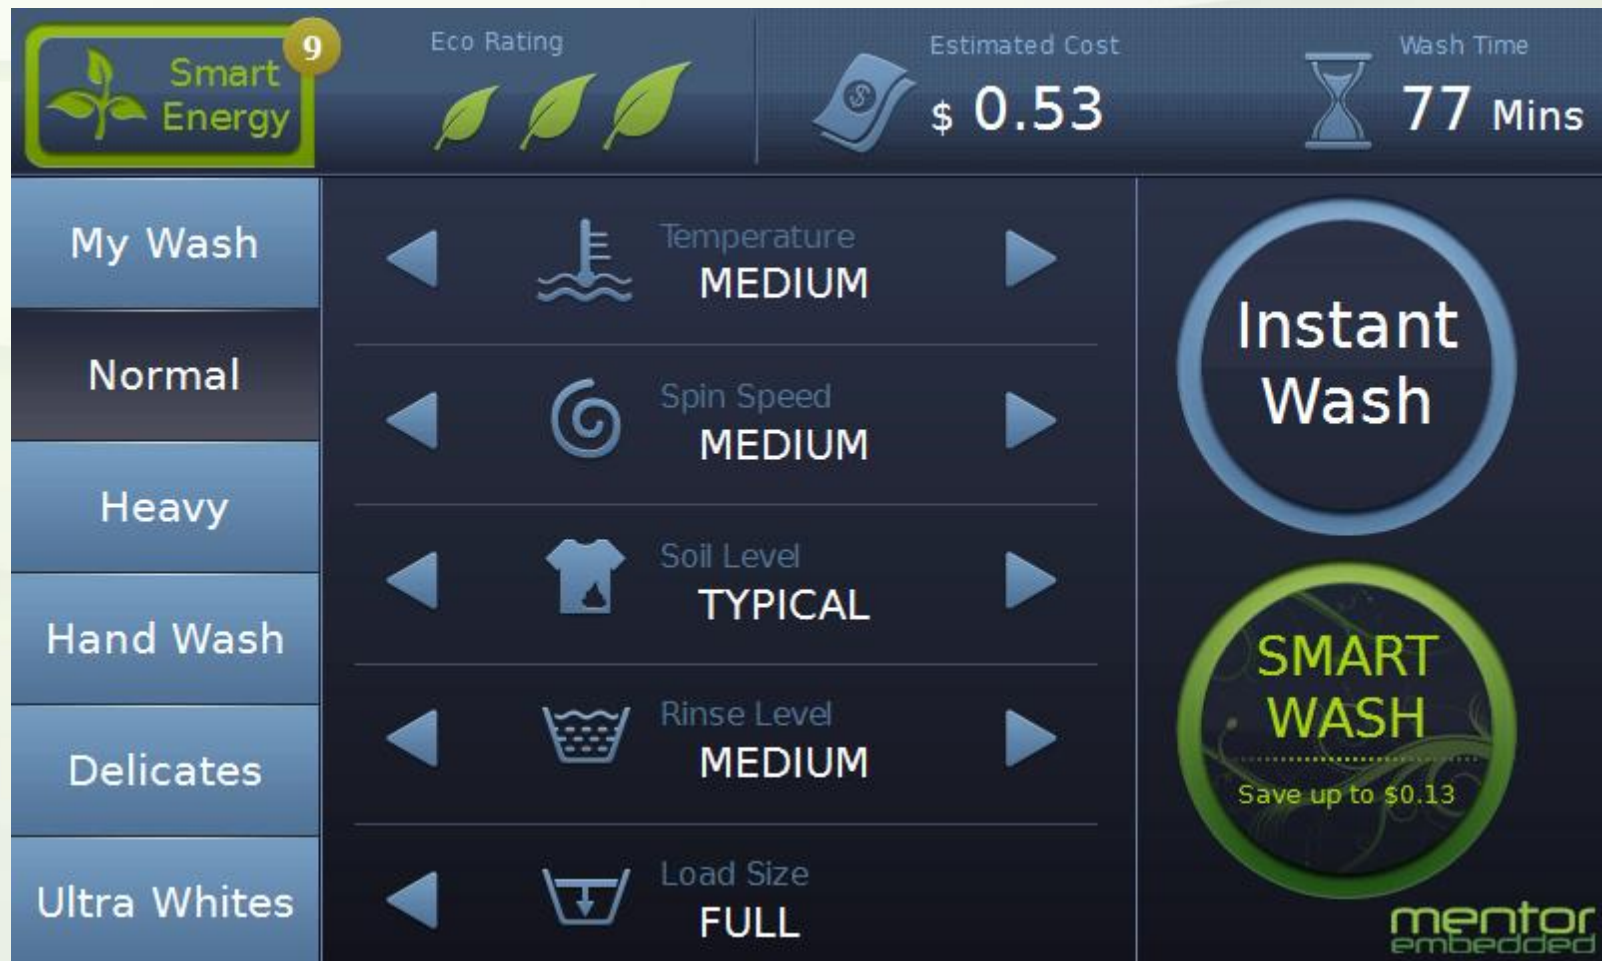 Smart
Energy
9
Eco Rating
Estimated Cost
$ 0.53
Wash Time
77 Mins
My Wash
Normal
Heavy
Hand Wash
Delicates
Ultra Whites
Temperature
MEDIUM
Spin Speed
MEDIUM
Soil Level
TYPICAL
Rinse Level
MEDIUM
Load Size
FULL
Instant
Wash
SMART
WASH
Save up to $0.13
mentor
embedded